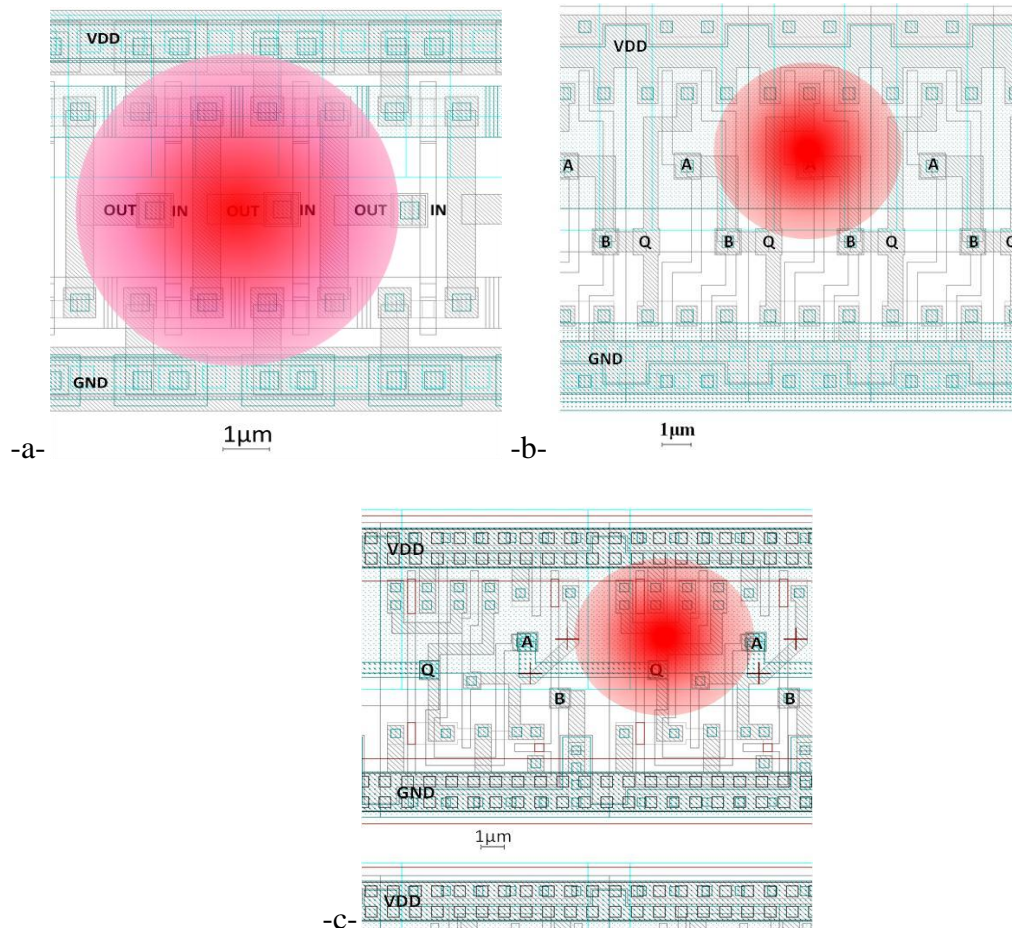 VDD
OUT IN OUT IN OUT IN
GND
1µm
-a-
VDD
A A A A
B Q B Q B Q B Q
GND
1µm
-b-
VDD
A A
Q Q
B B
GND
1µm
VDD
-c-